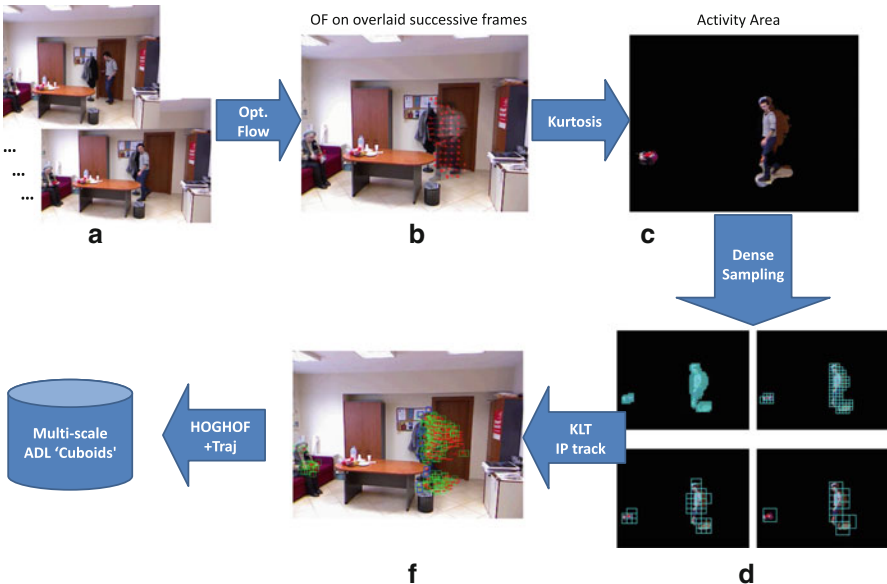 OF on overlaid successive frames
Activity Area
Opt.
Flow
Kurtosis
...
...
...
a
b
c
Dense
Sampling
Multi-scale
ADL ‘Cuboids'
HOGHOF
+Traj
KLT
IP track
f
d